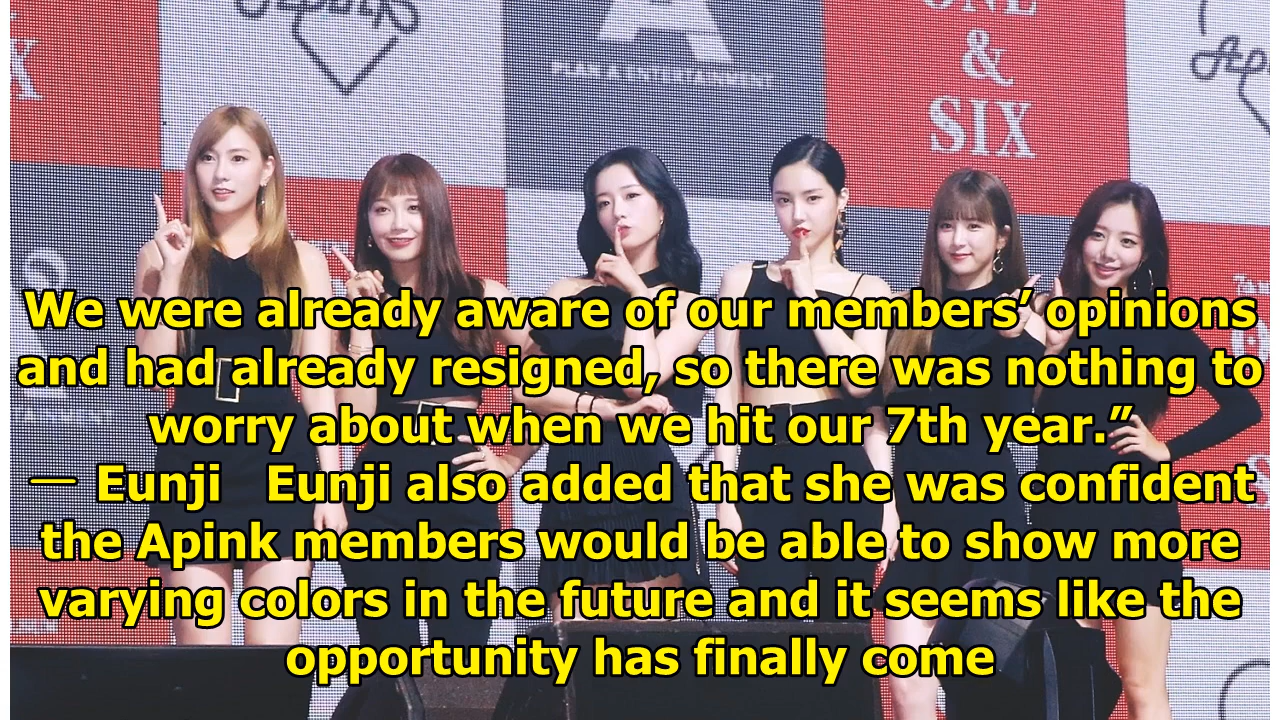 Apink
PLAN A ENTERTAINMENT
ONE
&
SIX
We were already aware of our members’ opinions
and had already resigned, so there was nothing to
worry about when we hit our 7th year.”
— Eunji   Eunji also added that she was confident
the Apink members would be able to show more
varying colors in the future and it seems like the
opportunity has finally come